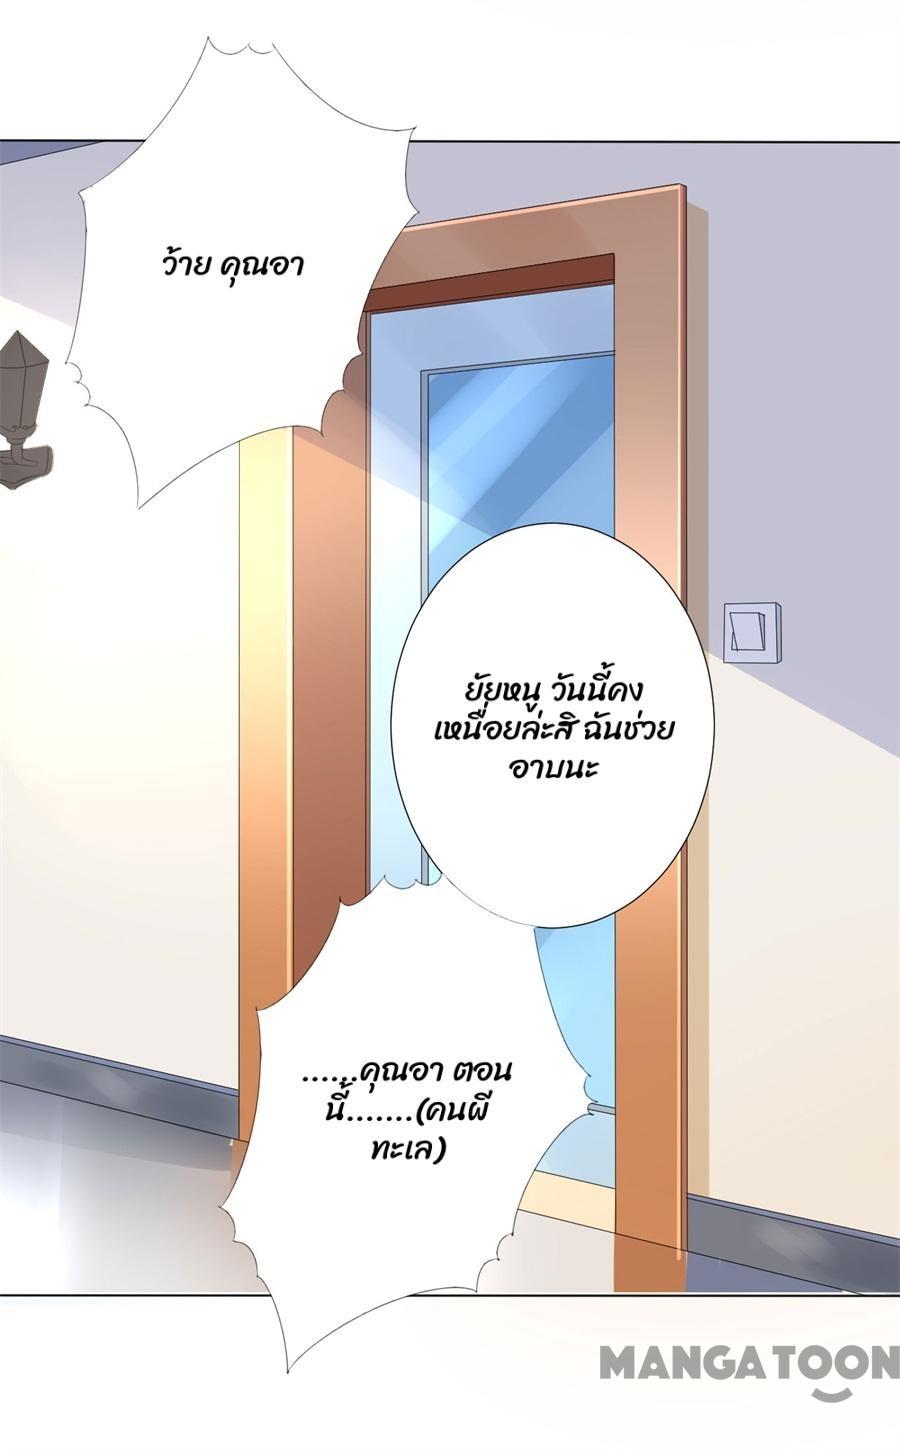 ว้าย คุณอา
ยัยหนู วันนี้คง
เหนื่อยล่ะสิ ฉันช่วย
อาบนะ
......คุณอา ตอน
นี้.......(คนผี
ทะเล)
MANGATOON